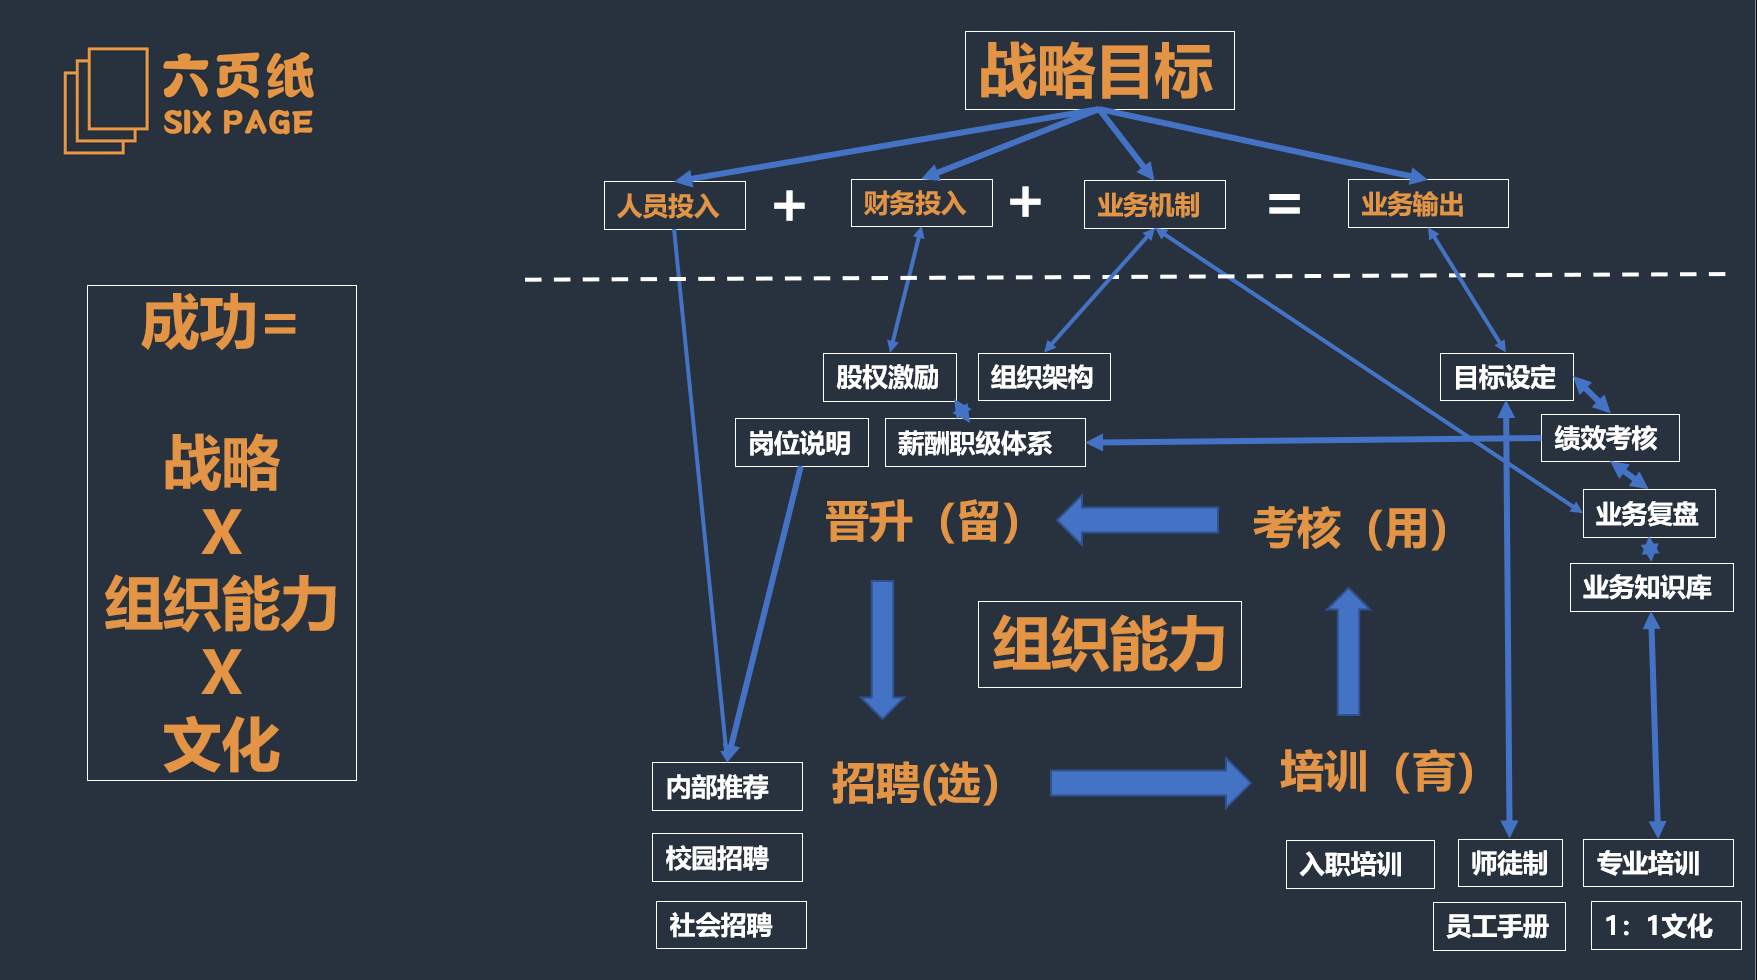 六页纸
SIX PAGE
战略目标
人员投入
+
财务投入
+
业务机制
=
业务输出
成功=
战略
X
组织能力
X
文化
股权激励
组织架构
目标设定
岗位说明
薪酬职级体系
绩效考核
晋升（留）
考核（用）
业务复盘
业务知识库
组织能力
招聘(选）
培训（育）
内部推荐
校园招聘
社会招聘
入职培训
师徒制
专业培训
员工手册
1：1文化